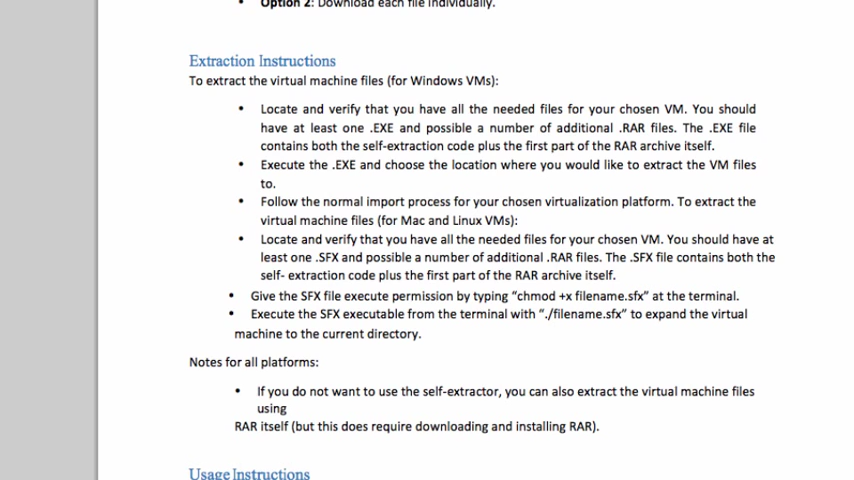 • Option 2: Download each file individually.
Extraction Instructions
To extract the virtual machine files (for Windows VMs):
• Locate and verify that you have all the needed files for your chosen VM. You should
have at least one .EXE and possible a number of additional .RAR files. The .EXE file
contains both the self-extraction code plus the first part of the RAR archive itself.
• Execute the .EXE and choose the location where you would like to extract the VM files
to.
• Follow the normal import process for your chosen virtualization platform. To extract the
virtual machine files (for Mac and Linux VMs):
• Locate and verify that you have all the needed files for your chosen VM. You should have at
least one .SFX and possible a number of additional .RAR files. The .SFX file contains both the
self- extraction code plus the first part of the RAR archive itself.
• Give the SFX file execute permission by typing “chmod +x filename.sfx” at the terminal.
• Execute the SFX executable from the terminal with “./filename.sfx” to expand the virtual
machine to the current directory.
Notes for all platforms:
• If you do not want to use the self-extractor, you can also extract the virtual machine files
using
RAR itself (but this does require downloading and installing RAR).
Usage Instructions